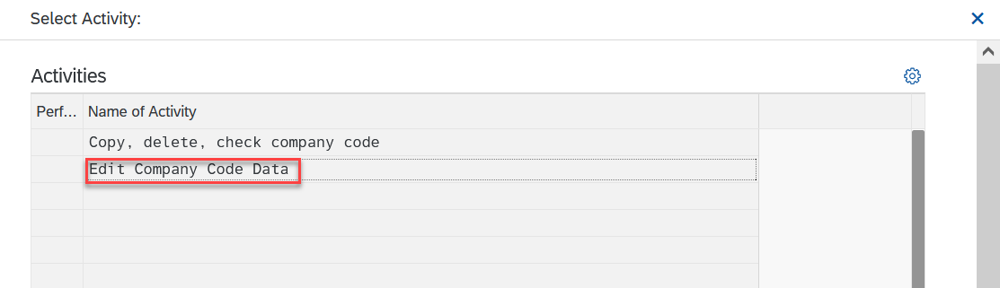 Select Activity:
Activities
Perf... Name of Activity
Copy, delete, check company code
Edit Company Code Data